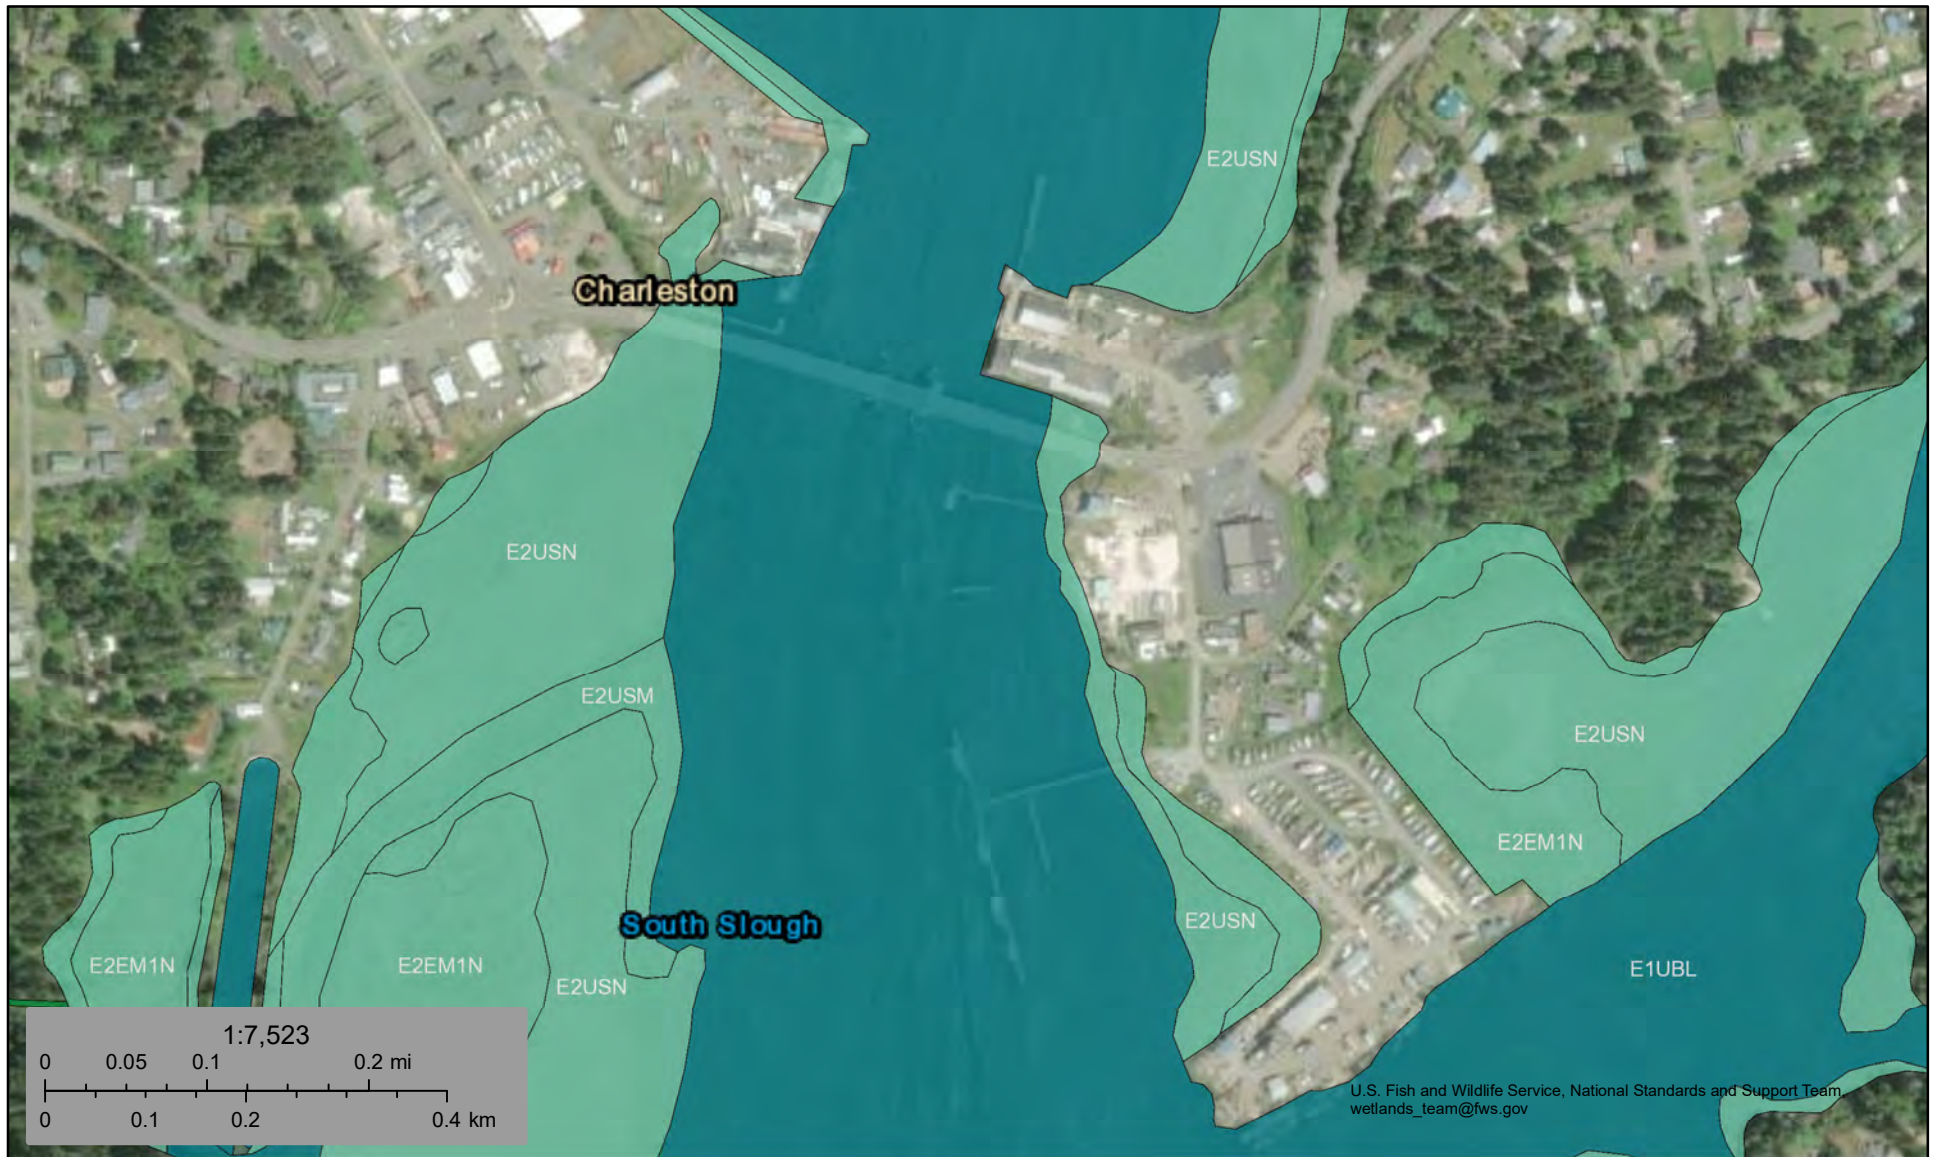 E2USN
Charleston
E2USN
E2USM
E2USN
E2EM1N
E2USN
South Slough
E2EM1N
E2EM1N
E1UBL
E2USN
1:7,523
0 0.05 0.1 0.2 mi
0 0.1 0.2 0.4 km
U.S. Fish and Wildlife Service, National Standards and Support Team,
wetlands_team@fws.gov